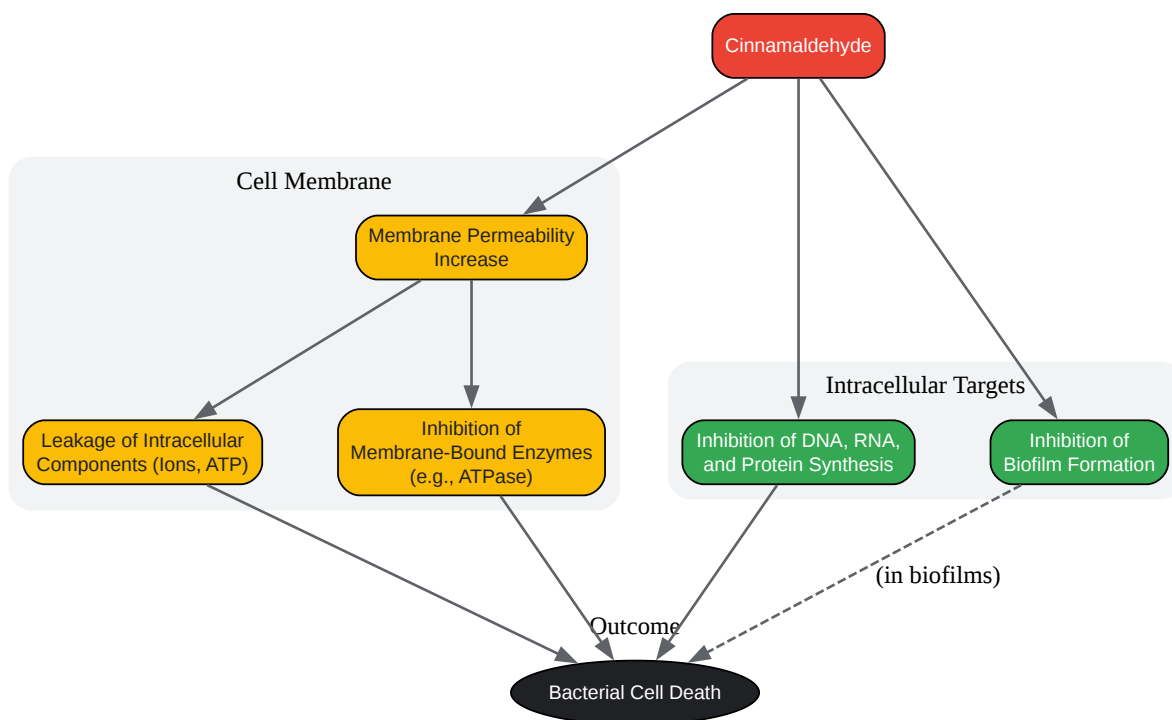 Cinnamaldehyde
Cell Membrane
Membrane Permeability
Increase
Intracellular Targets
Leakage of Intracellular
Components (Ions, ATP)
Inhibition of
Membrane-Bound Enzymes
(e.g., ATPase)
Inhibition of DNA, RNA,
and Protein Synthesis
Inhibition of
Biofilm Formation
(in biofilms)
Outcome
Bacterial Cell Death